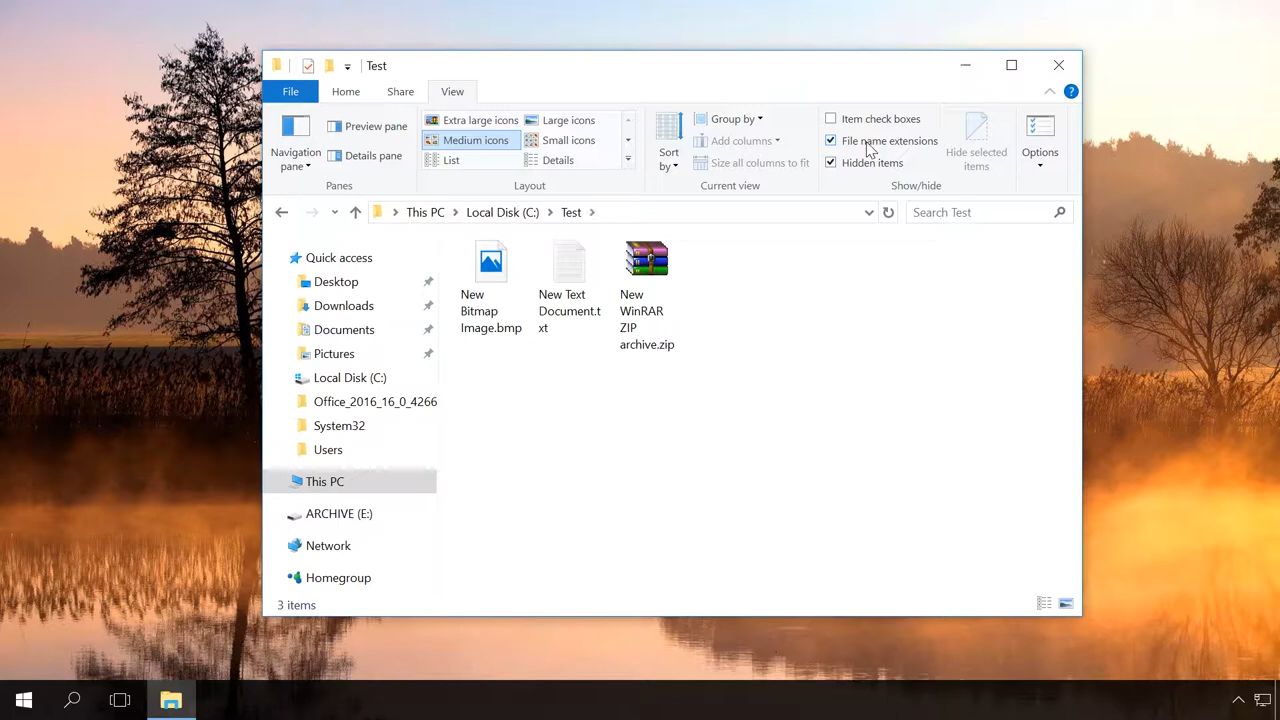 Test
File
Home
Share
View
?
Navigation
pane
Preview pane
Details pane
Panes
Extra large icons
Large icons
Medium icons
Small icons
List
Details
Layout
Sort
by
Group by
Add columns
Size all columns to fit
Current view
Item check boxes
File name extensions
Hidden items
Hide selected
items
Show/hide
Options
This PC
Local Disk (C:)
Test
Search Test
Quick access
Desktop
Downloads
Documents
Pictures
Local Disk (C:)
Office_2016_16_0_4266
System32
Users
This PC
ARCHIVE (E:)
Network
Homegroup
New
Bitmap
Image.bmp
New Text
Document.t
xt
New
WinRAR
ZIP
archive.zip
3 items